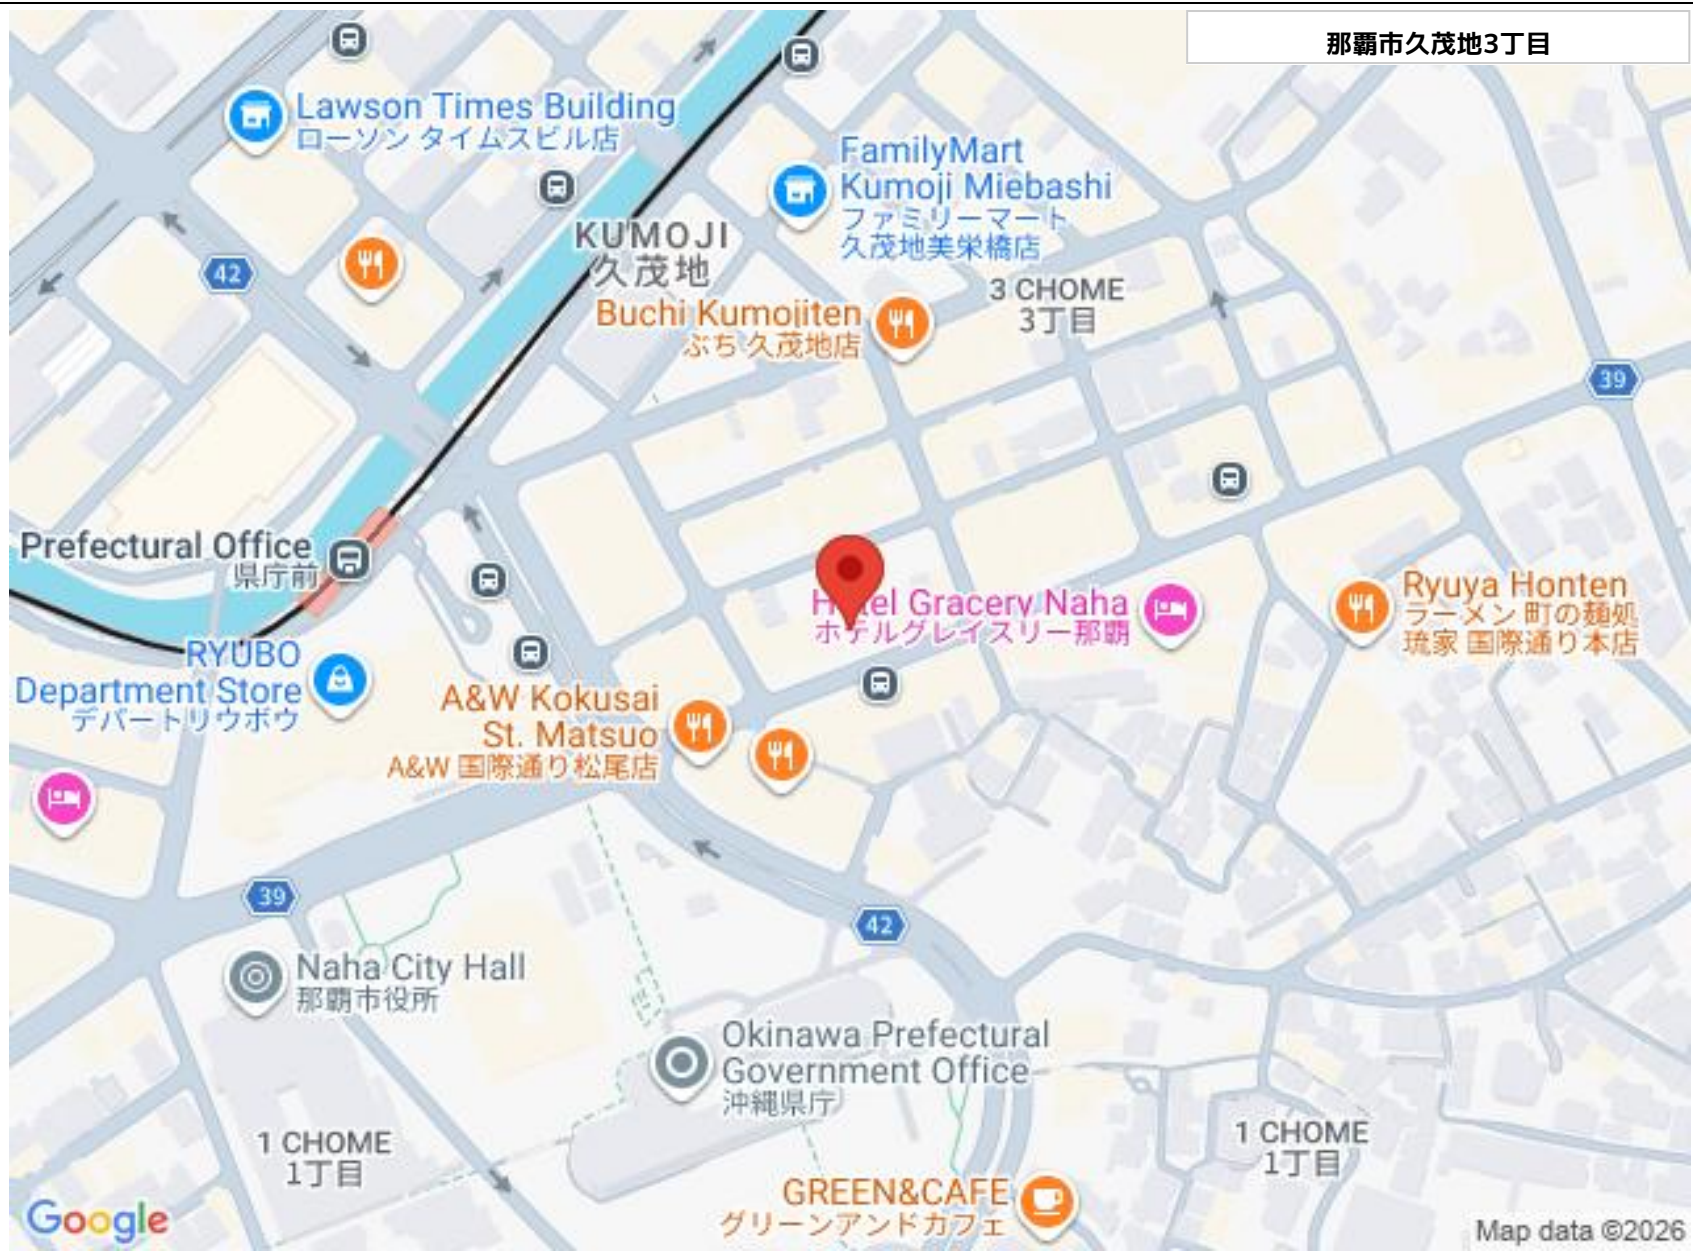 那覇市久茂地3丁目
Lawson Times Building
ローソン タイムスビル店
FamilyMart
Kumoji Miebashi
ファミリーマート
久茂地美栄橋店
KUMOJI
久茂地
42
3 CHOME
3丁目
Buchi Kumojiten
ぶち 久茂地店
39
Prefectural Office
県庁前
Hotel Gracery Naha
ホテルグレイスリー那覇
Ryuya Honten
ラーメン 町の麺処
琉家 国際通り本店
RYUBO
Department Store
デパートリウボウ
A&W Kokusai
St. Matsuo
A&W 国際通り松尾店
39
42
Naha City Hall
那覇市役所
Okinawa Prefectural
Government Office
沖縄県庁
1 CHOME
1丁目
1 CHOME
1丁目
GREEN&CAFE
グリーンアンドカフェ
Google
Map data ©2026